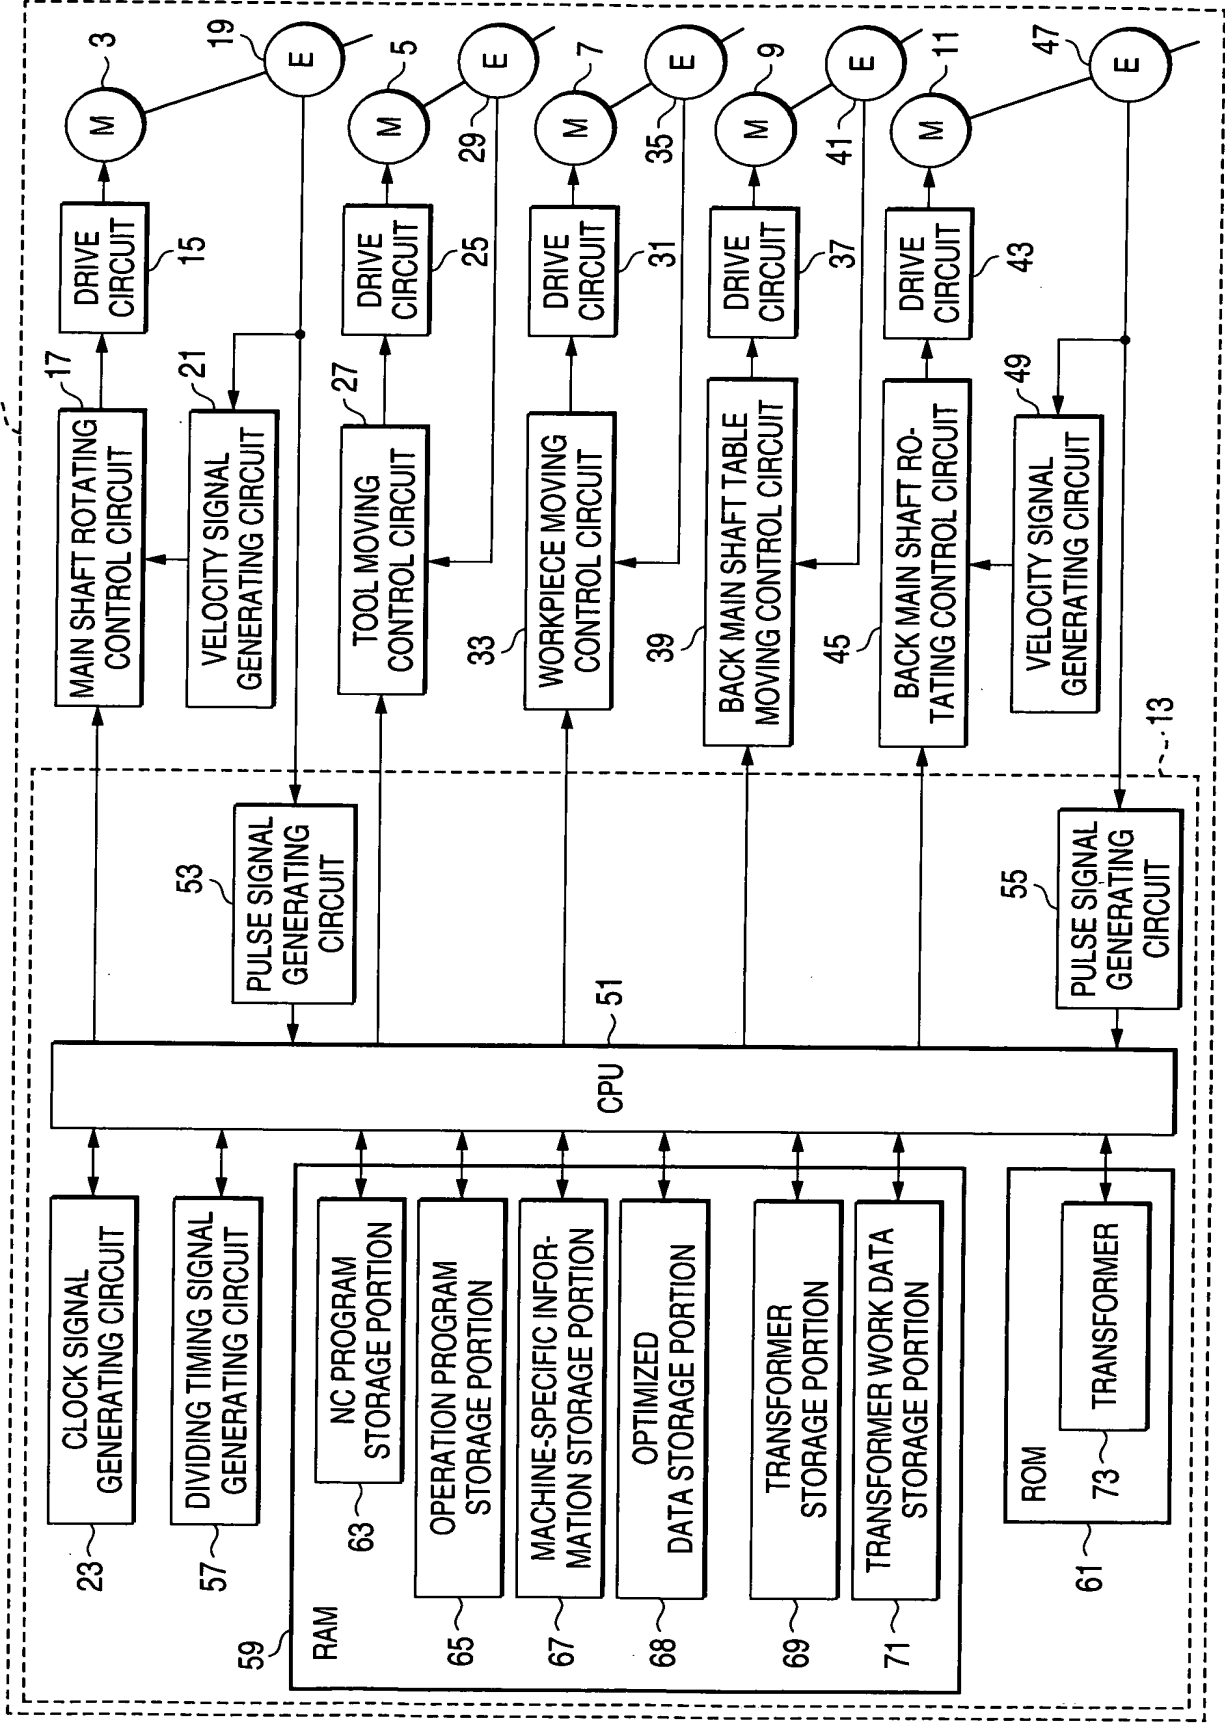 23
CLOCK SIGNAL
GENERATING CIRCUIT
57
DIVIDING TIMING SIGNAL
GENERATING CIRCUIT
59
RAM
63
NC PROGRAM
STORAGE PORTION
65
OPERATION PROGRAM
STORAGE PORTION
67
MACHINE-SPECIFIC INFOR-
MATION STORAGE PORTION
68
OPTIMIZED
DATA STORAGE PORTION
69
TRANSFORMER
STORAGE PORTION
71
TRANSFORMER WORK DATA
STORAGE PORTION
61
ROM
73
TRANSFORMER
CPU
51
53
PULSE SIGNAL
GENERATING
CIRCUIT
55
PULSE SIGNAL
GENERATING
CIRCUIT
13
MAIN SHAFT ROTATING
CONTROL CIRCUIT
17
DRIVE
CIRCUIT
15
M
3
VELOCITY SIGNAL
GENERATING CIRCUIT
21
E
19
TOOL MOVING
CONTROL CIRCUIT
27
DRIVE
CIRCUIT
25
M
5
E
29
33
WORKPIECE MOVING
CONTROL CIRCUIT
DRIVE
CIRCUIT
31
M
7
E
35
39
BACK MAIN SHAFT TABLE
MOVING CONTROL CIRCUIT
DRIVE
CIRCUIT
37
M
9
E
41
45
BACK MAIN SHAFT RO-
TATING CONTROL CIRCUIT
DRIVE
CIRCUIT
43
M
11
VELOCITY SIGNAL
GENERATING CIRCUIT
49
E
47